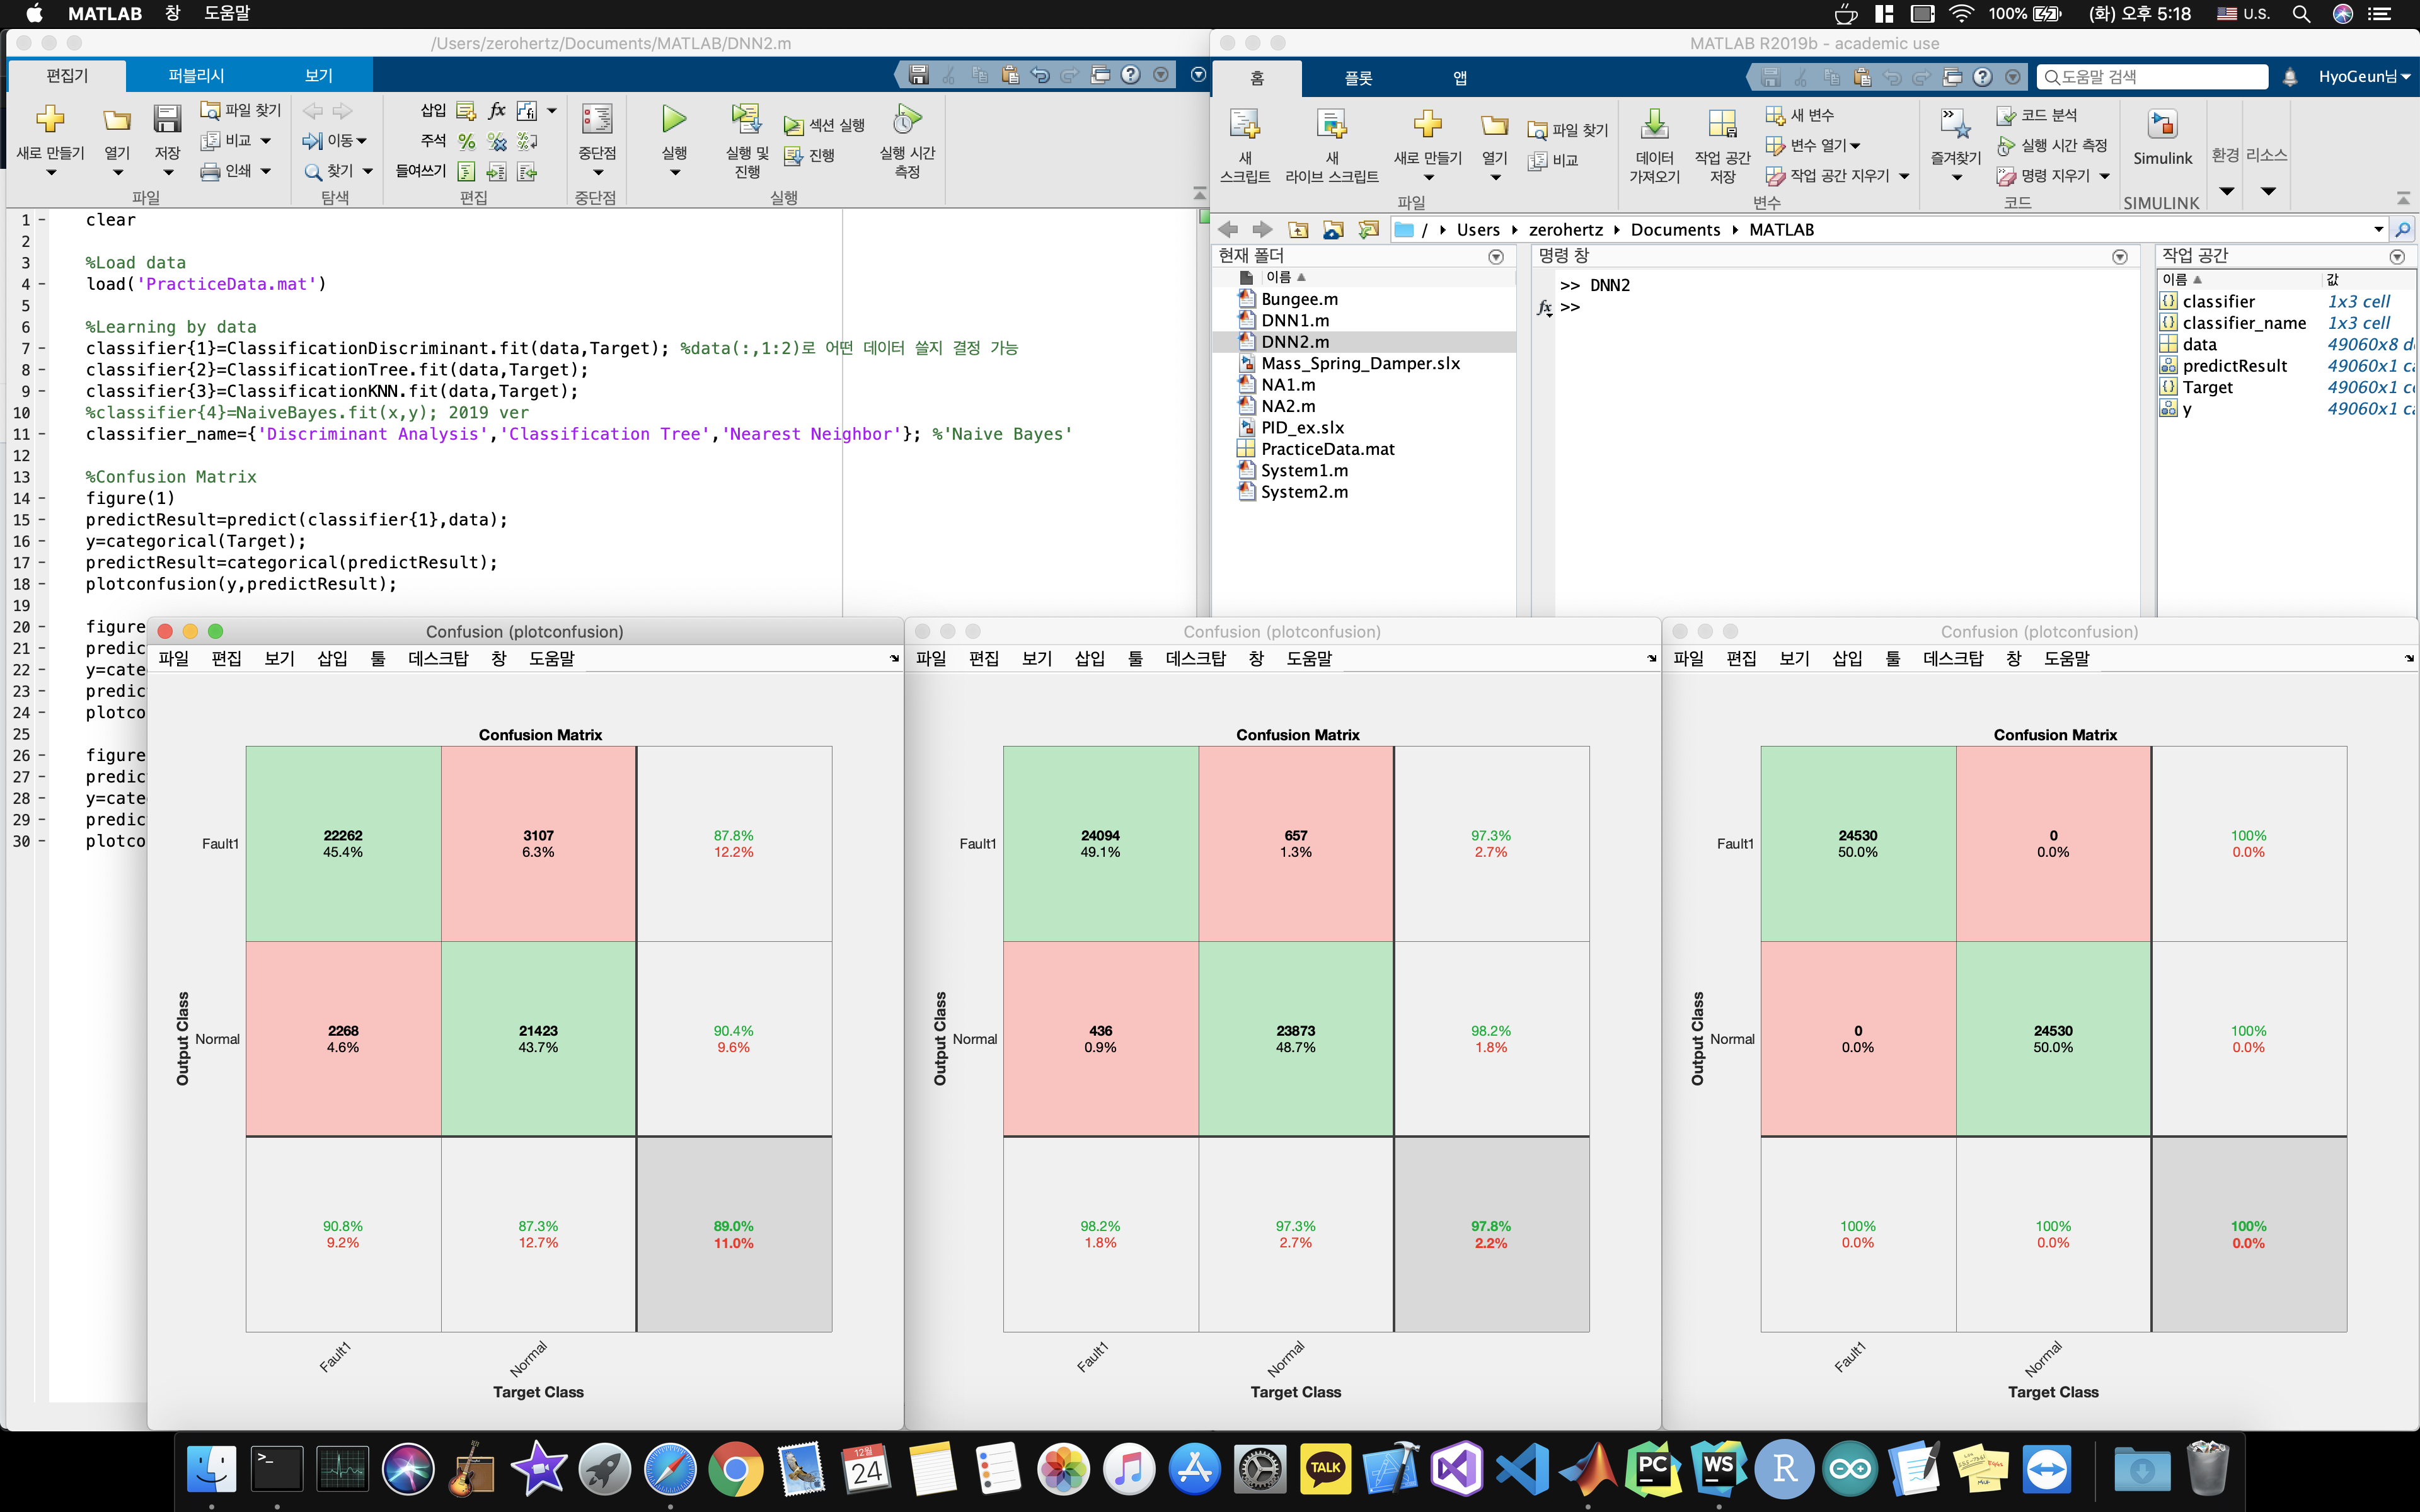 MATLAB 창 도움말 100% (화) 오후 5:18 U.S.
/Users/zerohertz/Documents/MATLAB/DNN2.m
편집기 퍼블리시 보기
새로 만들기 열기 저장 파일 찾기 비교 인쇄
파일
이동 찾기
탐색
삽입 fx
주석
들여쓰기
편집
중단점
중단점
실행 실행 및 진행 섹션 실행 진행 실행 시간 측정
실행
1 clear
2
3 %Load data
4 load('PracticeData.mat')
5
6 %Learning by data
7 classifier{1}=ClassificationDiscriminant.fit(data,Target); %data(:,1:2)로 어떤 데이터 쓸지 결정 가능
8 classifier{2}=ClassificationTree.fit(data,Target);
9 classifier{3}=ClassificationKNN.fit(data,Target);
10 %classifier{4}=NaiveBayes.fit(x,y); 2019 ver
11 classifier_name={'Discriminant Analysis','Classification Tree','Nearest Neighbor'}; %'Naive Bayes'
12
13 %Confusion Matrix
14 figure(1)
15 predictResult=predict(classifier{1},data);
16 y=categorical(Target);
17 predictResult=categorical(predictResult);
18 plotconfusion(y,predictResult);
19
20 figure
21 predic
22 y=cate
23 predic
24 plotco
25
26 figure
27 predic
28 y=cate
29 predic
30 plotco
MATLAB R2019b - academic use
홈 플롯 앱 도움말 검색 HyoGeun님
새 스크립트 새 라이브 스크립트 새로 만들기 열기 파일 찾기 비교
파일
데이터 가져오기 작업 공간 저장 새 변수 변수 열기 작업 공간 지우기
변수
즐겨찾기 코드 분석 실행 시간 측정 명령 지우기
코드
Simulink
SIMULINK
환경 리소스
/ Users zerohertz Documents MATLAB
현재 폴더
이름
Bungee.m
DNN1.m
DNN2.m
Mass_Spring_Damper.slx
NA1.m
NA2.m
PID_ex.slx
PracticeData.mat
System1.m
System2.m
명령 창
>> DNN2
fx >>
작업 공간
이름 값
classifier 1x3 cell
classifier_name 1x3 cell
data 49060x8 d
predictResult 49060x1 c
Target 49060x1 c
y 49060x1 c
Confusion (plotconfusion)
파일 편집 보기 삽입 툴 데스크탑 창 도움말
Confusion Matrix
Output Class
Fault1
22262 3107 87.8%
45.4% 6.3% 12.2%
Normal
2268 21423 90.4%
4.6% 43.7% 9.6%
90.8% 87.3% 89.0%
9.2% 12.7% 11.0%
Fault1 Normal
Target Class
Confusion (plotconfusion)
파일 편집 보기 삽입 툴 데스크탑 창 도움말
Confusion Matrix
Output Class
Fault1
24094 657 97.3%
49.1% 1.3% 2.7%
Normal
436 23873 98.2%
0.9% 48.7% 1.8%
98.2% 97.3% 97.8%
1.8% 2.7% 2.2%
Fault1 Normal
Target Class
Confusion (plotconfusion)
파일 편집 보기 삽입 툴 데스크탑 창 도움말
Confusion Matrix
Output Class
Fault1
24530 0 100%
50.0% 0.0% 0.0%
Normal
0 24530 100%
0.0% 50.0% 0.0%
100% 100% 100%
0.0% 0.0% 0.0%
Fault1 Normal
Target Class
12월
24
TALK
PC
WS
R